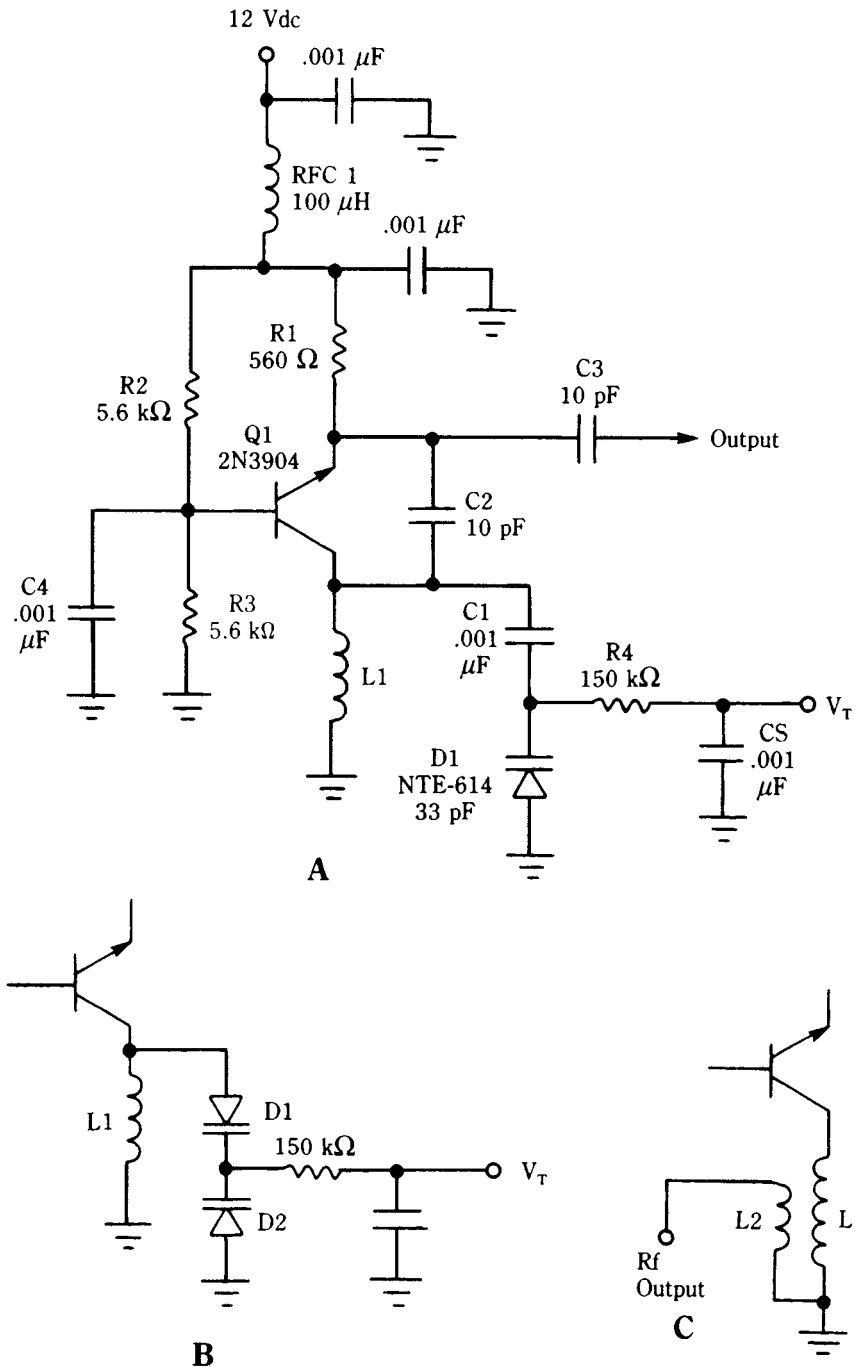 12 Vdc
.001 μF
RFC 1
100 μH
.001 μF
R1
560 Ω
R2
5.6 kΩ
C3
10 pF
Output
Q1
2N3904
C2
10 pF
C4
.001
μF
R3
5.6 kΩ
L1
C1
.001
μF
R4
150 kΩ
V_T
D1
NTE-614
33 pF
CS
.001
μF
A
L1
D1
150 kΩ
V_T
D2
B
L2
L
Rf
Output
C